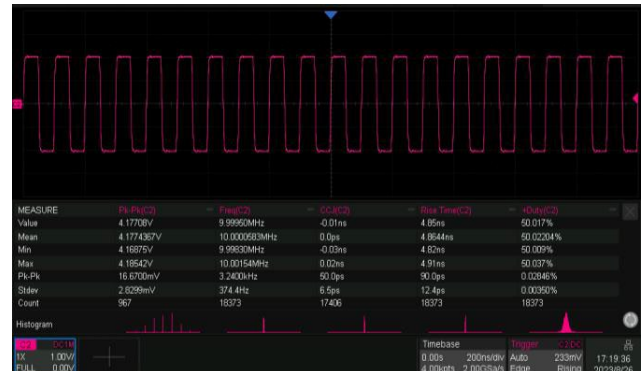 C2
MEASURE Pk-Pk(C2) Freq(C2) CCJ(C2) Rise Time(C2) +Duty(C2)
Value 4.17708V 9.99950MHz -0.01ns 4.85ns 50.017%
Mean 4.1774367V 10.0000583MHz 0.0ps 4.8644ns 50.02204%
Min 4.16875V 9.99830MHz -0.03ns 4.82ns 50.009%
Max 4.18542V 10.00154MHz 0.02ns 4.91ns 50.037%
Pk-Pk 16.6700mV 3.2400kHz 50.0ps 90.0ps 0.02846%
Stdev 2.8299mV 374.4Hz 6.5ps 12.4ps 0.00350%
Count 967 18373 17406 18373 18373
Histogram
C2 DC1M Timebase Trigger C2 DC
1X 1.00V/ 0.00s 200ns/div Auto 233mV 17:19:36
FULL 0.00V 4.00kpts 2.00GSa/s Edge Rising 2023/8/26